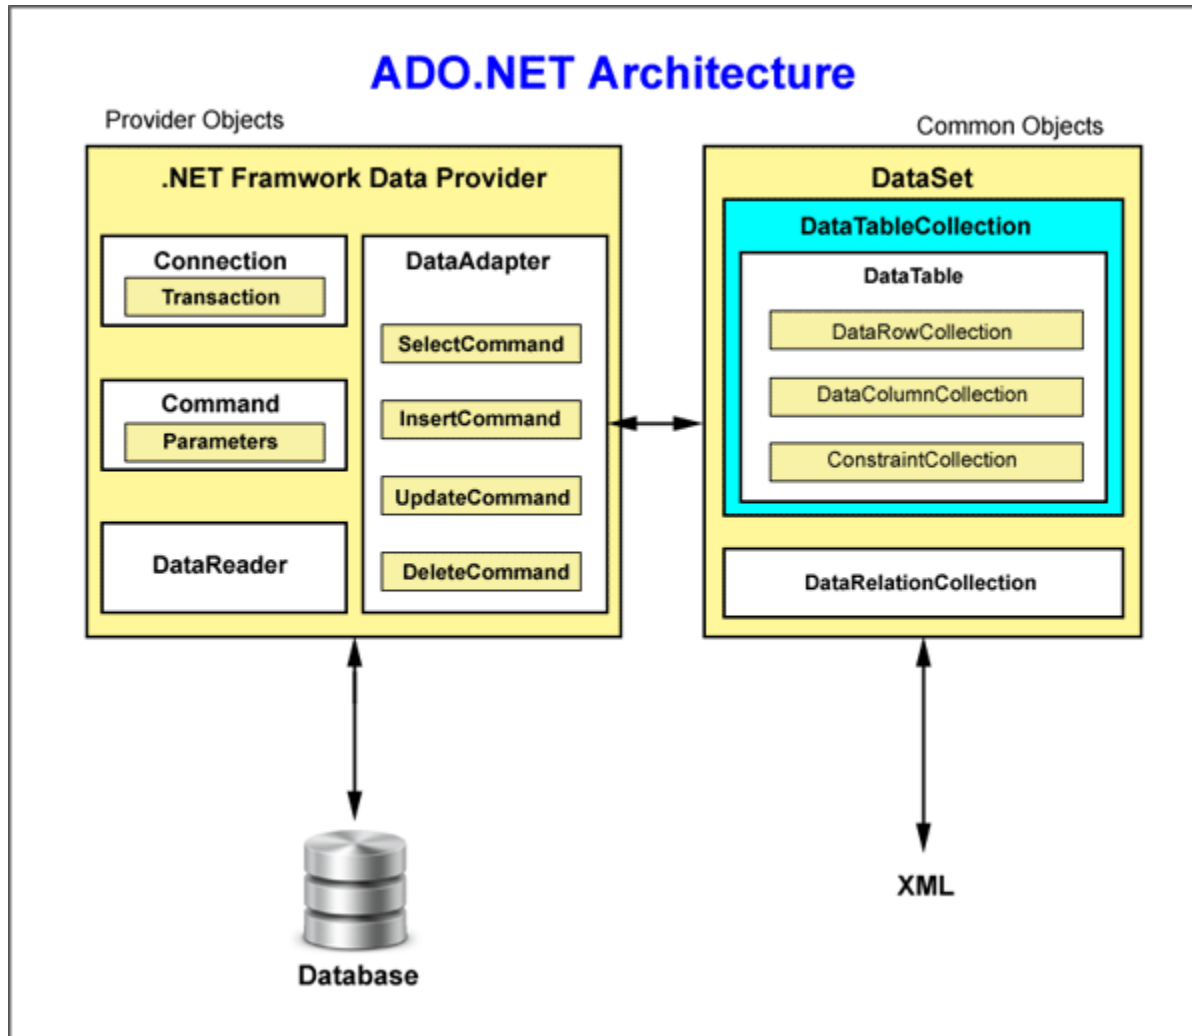 ADO.NET Architecture
Provider Objects
Common Objects
.NET Framwork Data Provider
Connection
Transaction
Command
Parameters
DataReader
DataAdapter
SelectCommand
InsertCommand
UpdateCommand
DeleteCommand
DataSet
DataTableCollection
DataTable
DataRowCollection
DataColumnCollection
ConstraintCollection
DataRelationCollection
Database
XML